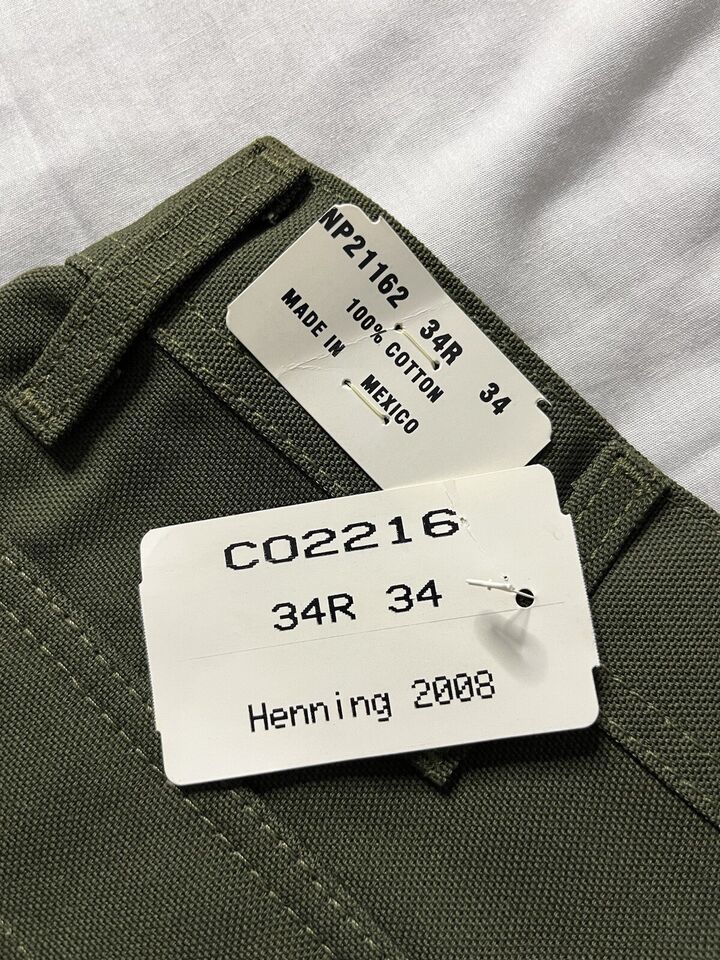 NP21162 34R 34
100% COTTON
MADE IN MEXICO
CO2216
34R 34
Henning 2008